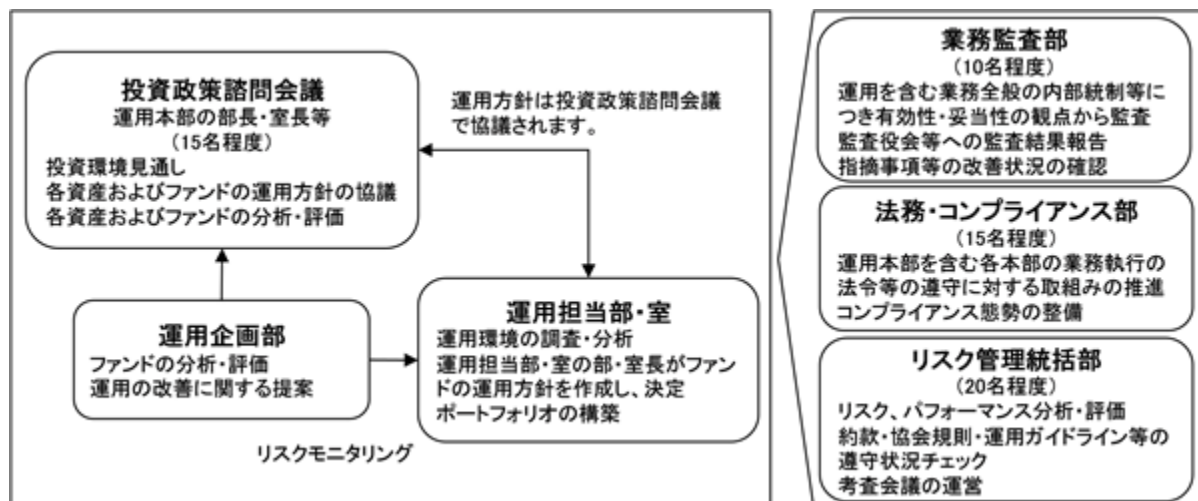 投資政策諮問会議
運用本部の部長・室長等
(15名程度)
投資環境見通し
各資産およびファンドの運用方針の協議
各資産およびファンドの分析・評価
運用方針は投資政策諮問会議
で協議されます。
運用企画部
ファンドの分析・評価
運用の改善に関する提案
運用担当部・室
運用環境の調査・分析
運用担当部・室の部・室長がファン
ドの運用方針を作成し、決定
ポートフォリオの構築
リスクモニタリング
業務監査部
(10名程度)
運用を含む業務全般の内部統制等に
つき有効性・妥当性の観点から監査
監査役会等への監査結果報告
指摘事項等の改善状況の確認
法務・コンプライアンス部
(15名程度)
運用本部を含む各本部の業務執行の
法令等の遵守に対する取組みの推進
コンプライアンス態勢の整備
リスク管理統括部
(20名程度)
リスク、パフォーマンス分析・評価
約款・協会規則・運用ガイドライン等の
遵守状況チェック
考査会議の運営